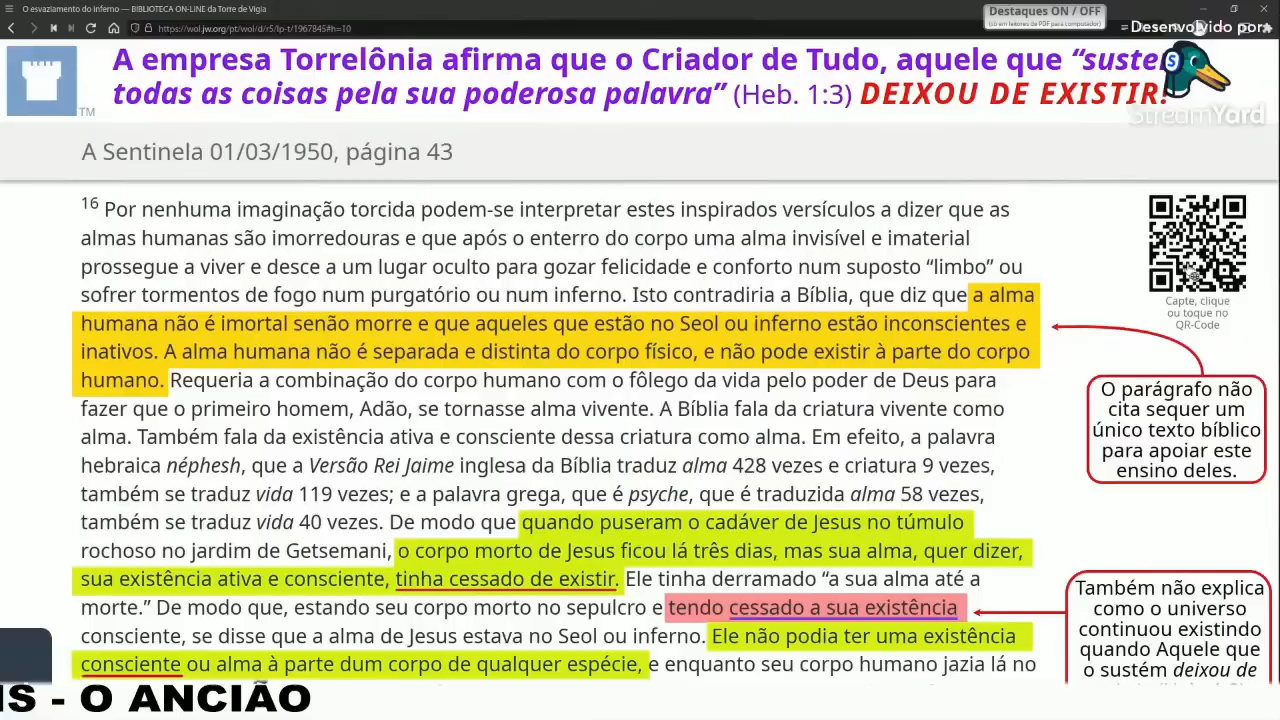 O esvaziamento do inferno — BIBLIOTECA ON-LINE da Torre de Vigia
https://wol.jw.org/pt/wol/d/r5/lp-t/1967845#h=10
Destaques ON / OFF
(só em leitores de PDF para computador)
Desenvolvido por:
A empresa Torrelônia afirma que o Criador de Tudo, aquele que “suste
todas as coisas pela sua poderosa palavra” (Heb. 1:3) DEIXOU DE EXISTIR!
TM
StreamYard
A Sentinela 01/03/1950, página 43
16 Por nenhuma imaginação torcida podem-se interpretar estes inspirados versículos a dizer que as
almas humanas são imorredouras e que após o enterro do corpo uma alma invisível e imaterial
prossegue a viver e desce a um lugar oculto para gozar felicidade e conforto num suposto “limbo” ou
sofrer tormentos de fogo num purgatório ou num inferno. Isto contradiria a Bíblia, que diz que a alma
humana não é imortal senão morre e que aqueles que estão no Seol ou inferno estão inconscientes e
inativos. A alma humana não é separada e distinta do corpo físico, e não pode existir à parte do corpo
humano. Requeria a combinação do corpo humano com o fôlego da vida pelo poder de Deus para
fazer que o primeiro homem, Adão, se tornasse alma vivente. A Bíblia fala da criatura vivente como
alma. Também fala da existência ativa e consciente dessa criatura como alma. Em efeito, a palavra
hebraica néphesh, que a Versão Rei Jaime inglesa da Bíblia traduz alma 428 vezes e criatura 9 vezes,
também se traduz vida 119 vezes; e a palavra grega, que é psyche, que é traduzida alma 58 vezes,
também se traduz vida 40 vezes. De modo que quando puseram o cadáver de Jesus no túmulo
rochoso no jardim de Getsemani, o corpo morto de Jesus ficou lá três dias, mas sua alma, quer dizer,
sua existência ativa e consciente, tinha cessado de existir. Ele tinha derramado “a sua alma até a
morte.” De modo que, estando seu corpo morto no sepulcro e tendo cessado a sua existência
consciente, se disse que a alma de Jesus estava no Seol ou inferno. Ele não podia ter uma existência
consciente ou alma à parte dum corpo de qualquer espécie, e enquanto seu corpo humano jazia lá no
Capte, clique
ou toque no
QR-Code
O parágrafo não
cita sequer um
único texto bíblico
para apoiar este
ensino deles.
Também não explica
como o universo
continuou existindo
quando Aquele que
o sustém deixou de
IS - O ANCIÃO